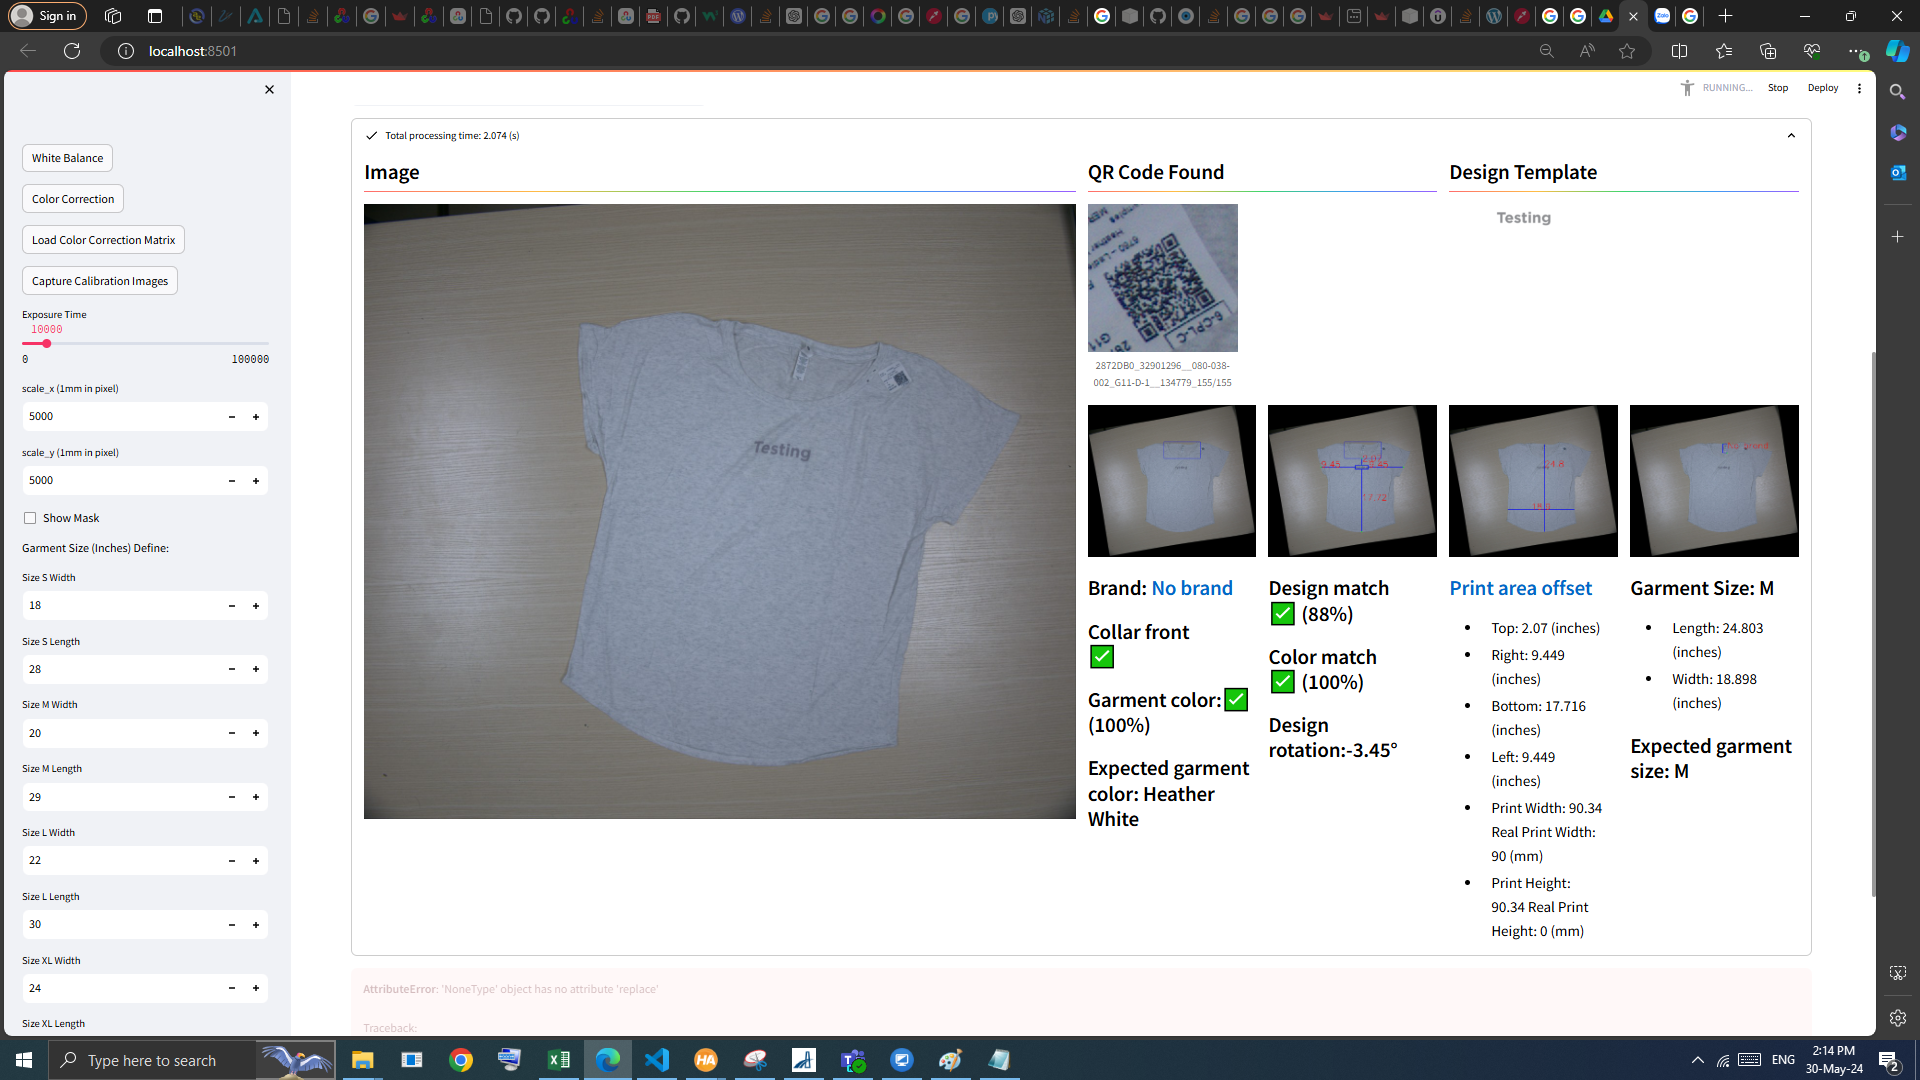 Sign in
localhost:8501
RUNNING...
Stop
Deploy
White Balance
Color Correction
Load Color Correction Matrix
Capture Calibration Images
Exposure Time
10000
0
100000
scale_x (1mm in pixel)
5000
scale_y (1mm in pixel)
5000
Show Mask
Garment Size (Inches) Define:
Size S Width
18
Size S Length
28
Size M Width
20
Size M Length
29
Size L Width
22
Size L Length
30
Size XL Width
24
Size XL Length
Total processing time: 2.074 (s)
Image
Testing
QR Code Found
6-CPL-C
G11
2872DB0_32901296__080-038-
002_G11-D-1__134779_155/155
Design Template
Testing
9.45
17.72
24.8
Brand: No brand
Collar front
Garment color:
(100%)
Expected garment
color: Heather
White
Design match
(88%)
Color match
(100%)
Design
rotation:-3.45°
Print area offset
Top: 2.07 (inches)
Right: 9.449
(inches)
Bottom: 17.716
(inches)
Left: 9.449
(inches)
Print Width: 90.34
Real Print Width:
90 (mm)
Print Height:
90.34 Real Print
Height: 0 (mm)
Garment Size: M
Length: 24.803
(inches)
Width: 18.898
(inches)
Expected garment
size: M
AttributeError: 'NoneType' object has no attribute 'replace'
Traceback:
Type here to search
ENG
2:14 PM
30-May-24
2